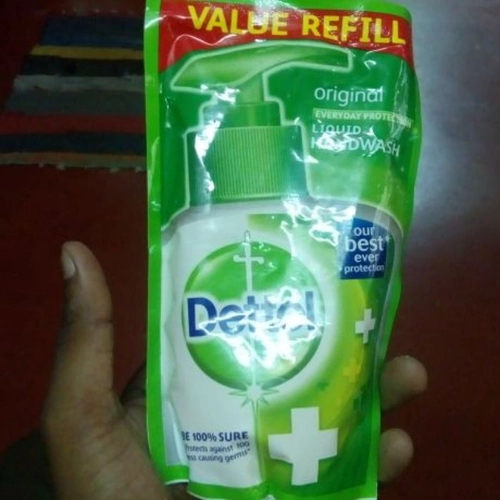 VALUE REFILL
original
EVERYDAY PROTECTION
LIQUID
HANDWASH
our
best
ever
protection
Dettol
BE 100% SURE
Protects against 100
causing germs